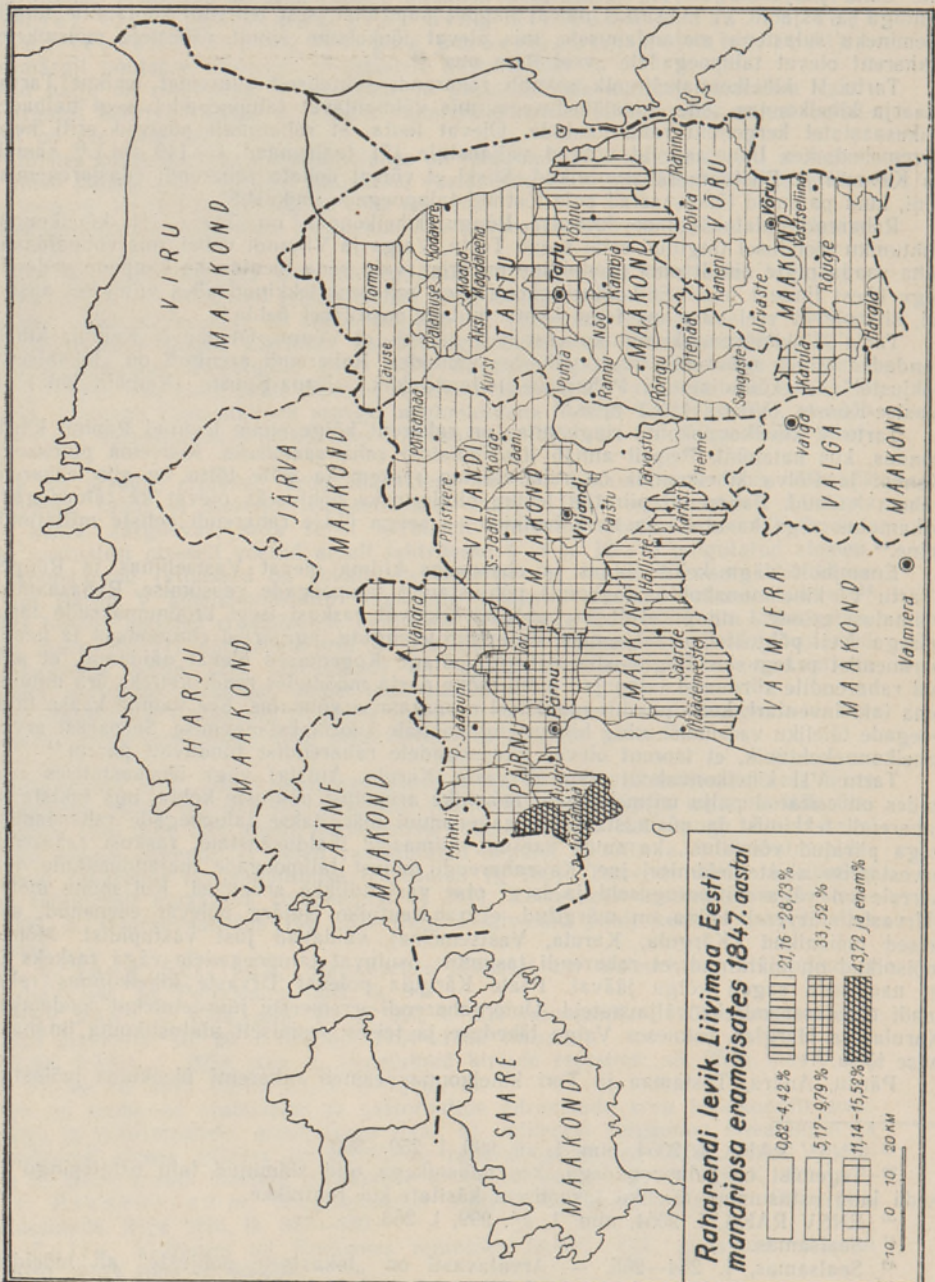 HARJU
MAAKOND
VIRU
MAAKOND
JÄRVA
MAAKOND
LÄÄNE
MAAKOND
SAARE
MAAKOND
Mihkli
P.-Jaagupi
Vändra
PÄRNU
Tori
Audru
Pärnu
Tõstamaa
MAAKOND
Häädemeeste
Saarde
Halliste
Karksi
Pilistvere
Põltsamaa
VILJANDI
S.-Jaani
Kolga-
Jaani
MAAKOND
Viljandi
Paistu
Tarvastu
Helme
Laiuse
Torma
Palamuse
Kodavere
Kursi
Äksi
Maarja
Magdaleena
TARTU
Tartu
Puhja
Võnnu
Rannu
Nõo
Kambja
Rõngu
MAAKOND
Otepää
Sangaste
Räpina
Põlva
Kanepi
VÕRU
Urvaste
Võru
MAAKOND
Vastseliina
Karula
Rõuge
Hargla
Valga
VALGA
MAAKOND
VALMIERA
MAAKOND
Valmiera
Raharendi levik Liivimaa Eesti
mandriosa eramõisates 1847. aastal
0,82-4,42%
21,16-26,73%
5,17-9,79%
33,52 %
11,14-15,52%
43,72 ja enam%
10 0 10 20 KM